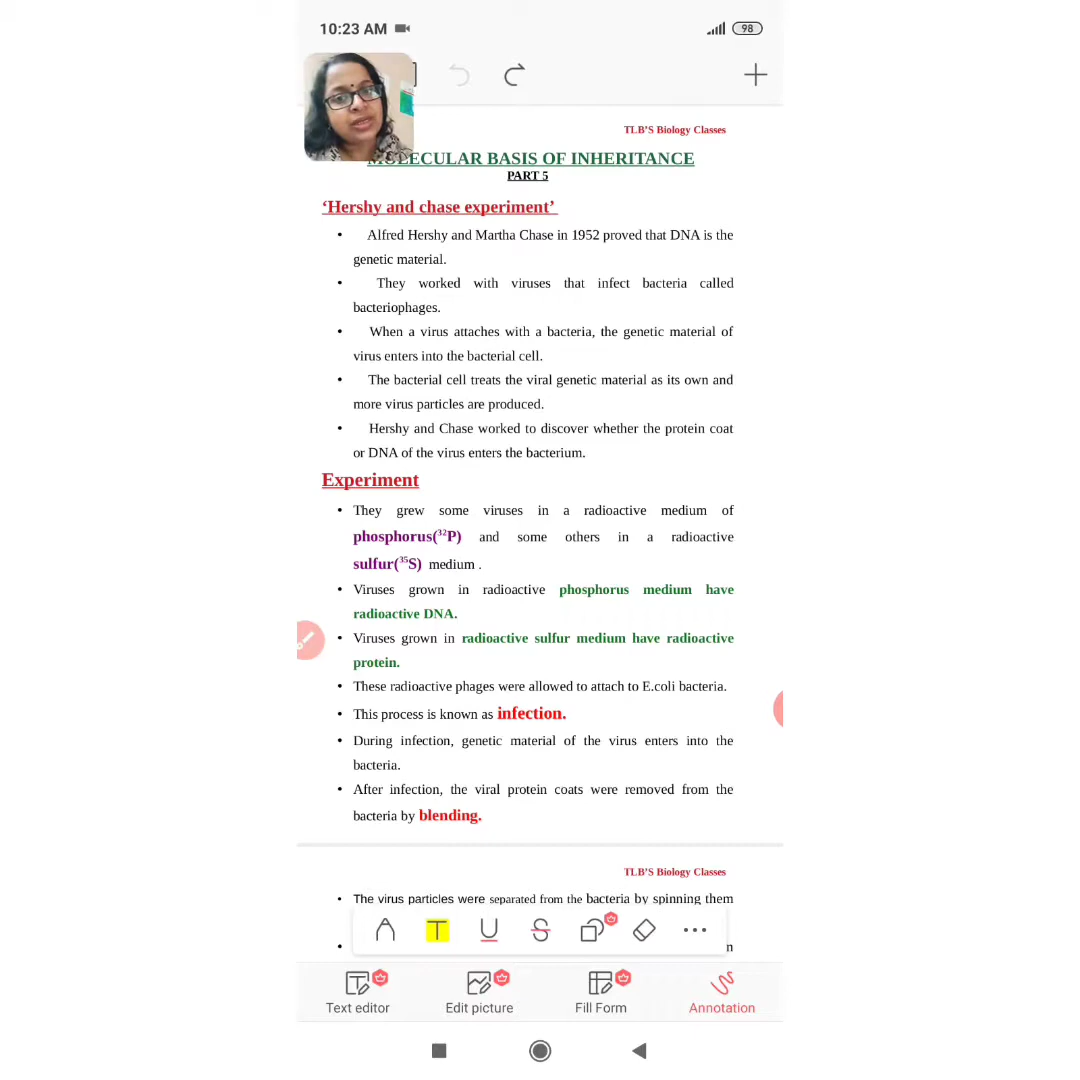 10:23 AM
98
TLB'S Biology Classes
MOLECULAR BASIS OF INHERITANCE
PART 5
‘Hershy and chase experiment’
• Alfred Hershy and Martha Chase in 1952 proved that DNA is the
genetic material.
• They worked with viruses that infect bacteria called
bacteriophages.
• When a virus attaches with a bacteria, the genetic material of
virus enters into the bacterial cell.
• The bacterial cell treats the viral genetic material as its own and
more virus particles are produced.
• Hershy and Chase worked to discover whether the protein coat
or DNA of the virus enters the bacterium.
Experiment
• They grew some viruses in a radioactive medium of
phosphorus(³²P) and some others in a radioactive
sulfur(³⁵S) medium .
• Viruses grown in radioactive phosphorus medium have
radioactive DNA.
• Viruses grown in radioactive sulfur medium have radioactive
protein.
• These radioactive phages were allowed to attach to E.coli bacteria.
• This process is known as infection.
• During infection, genetic material of the virus enters into the
bacteria.
• After infection, the viral protein coats were removed from the
bacteria by blending.
TLB'S Biology Classes
• The virus particles were separated from the bacteria by spinning them
Text editor
Edit picture
Fill Form
Annotation